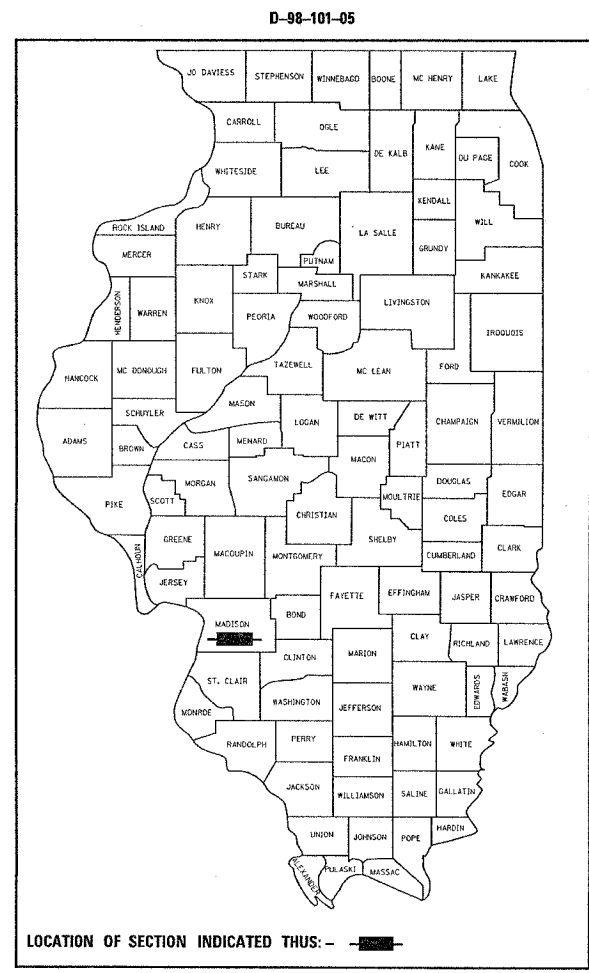 D-98-101-05
JO DAVIESS STEPHENSON WINNEBAGO BOONE MC HENRY LAKE
CARROLL OGLE DE KALB KANE DU PAGE COOK
WHITESIDE LEE
KENDALL WILL
ROCK ISLAND HENRY BUREAU LA SALLE GRUNDY
MERCER PUTNAM KANKAKEE
STARK MARSHALL
HENDERSON WARREN KNOX PEORIA WOODFORD LIVINGSTON IROQUOIS
HANCOCK MC DONOUGH FULTON TAZEWELL MC LEAN FORD
MASON
SCHUYLER LOGAN DE WITT CHAMPAIGN VERMILION
ADAMS BROWN CASS MENARD PIATT
MACON
MORGAN SANGAMON DOUGLAS
PIKE SCOTT MOULTRIE EDGAR
CHRISTIAN COLES
GREENE MACOUPIN SHELBY
CALHOUN MONTGOMERY CUMBERLAND CLARK
JERSEY
FAYETTE EFFINGHAM JASPER CRAWFORD
MADISON BOND
CLAY RICHLAND LAWRENCE
CLINTON MARION
ST. CLAIR WAYNE EDWARDS WABASH
WASHINGTON JEFFERSON
MONROE
RANDOLPH PERRY HAMILTON WHITE
FRANKLIN
JACKSON WILLIAMSON SALINE GALLATIN
UNION JOHNSON POPE HARDIN
ALEXANDER PULASKI MASSAC
LOCATION OF SECTION INDICATED THUS: -